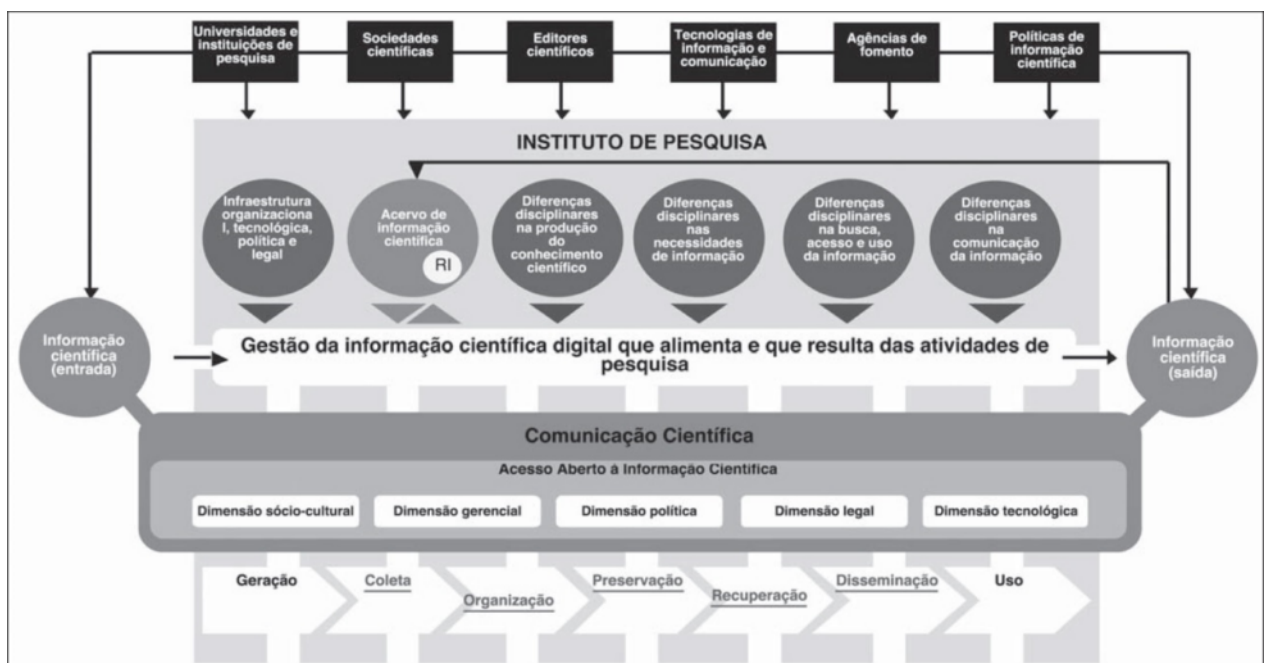 Universidades e
instituições de
pesquisa
Sociedades
científicas
Editores
científicos
Tecnologias de
informação e
comunicação
Agências de
fomento
Políticas de
informação
científica
INSTITUTO DE PESQUISA
Infraestrutura
organizaciona
l, tecnológica,
política e
legal
Acervo de
informação
científica
RI
Diferenças
disciplinares
na produção
do
conhecimento
científico
Diferenças
disciplinares
nas
necessidades
de informação
Diferenças
disciplinares
na busca,
acesso e uso
da informação
Diferenças
disciplinares
na
comunicação
da informação
Informação
científica
(entrada)
Gestão da informação científica digital que alimenta e que resulta das atividades de
pesquisa
Informação
científica
(saída)
Comunicação Científica
Acesso Aberto à Informação Científica
Dimensão sócio-cultural
Dimensão gerencial
Dimensão política
Dimensão legal
Dimensão tecnológica
Geração
Coleta
Organização
Preservação
Recuperação
Disseminação
Uso